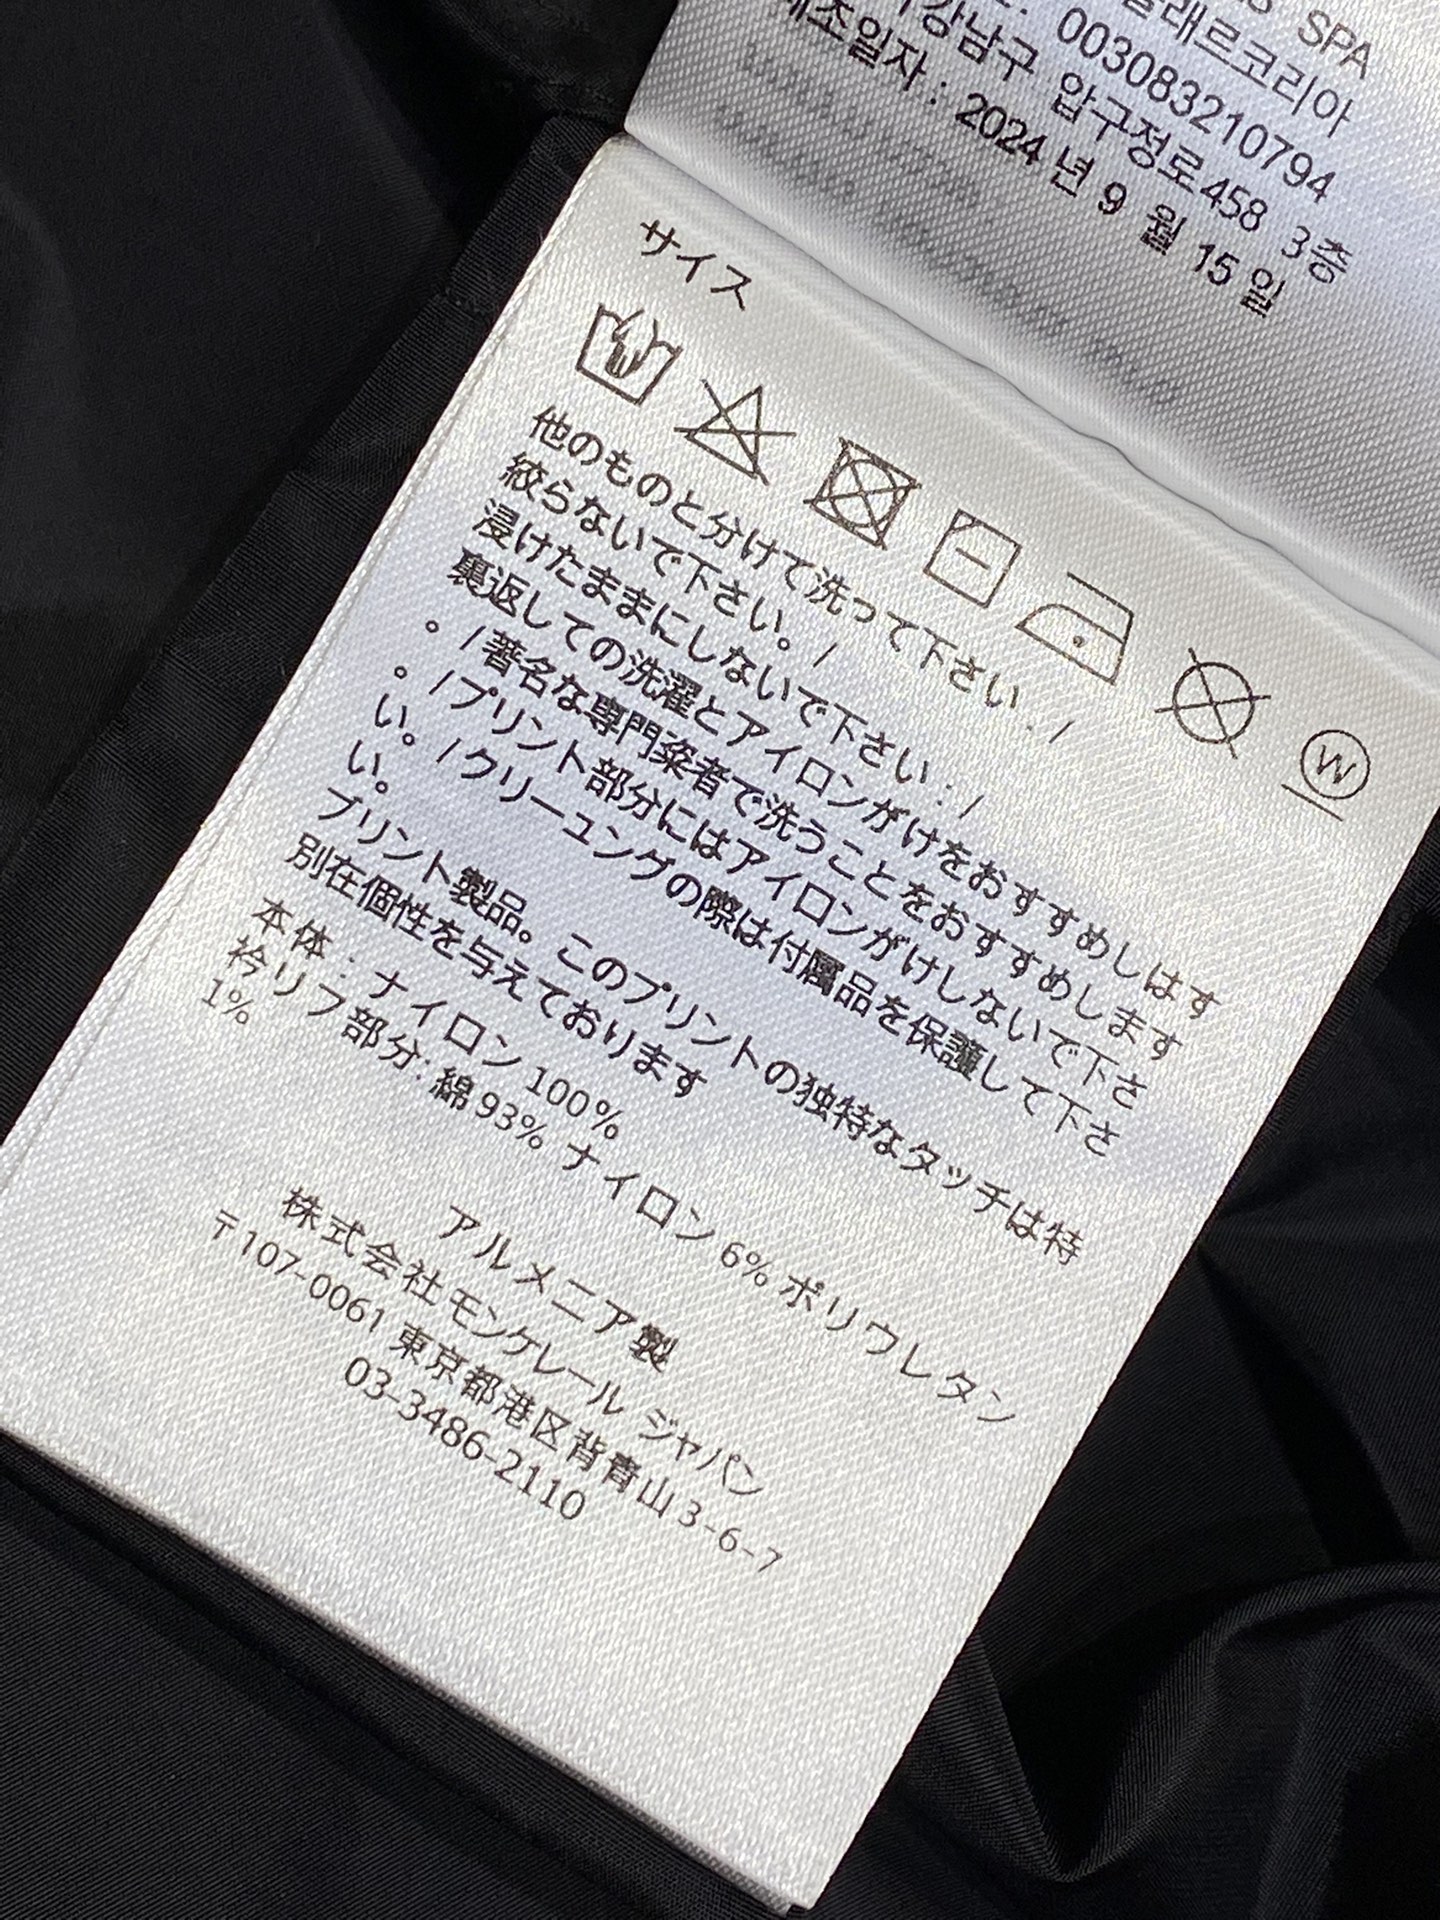 SPA
몽클레르코리아
003083210794
강남구 압구정로458 3층
제조일자 : 2024 년 9 월 15 일
サイス
W
他のものと分けて洗って下さい . /
絞らないで下さい。 /
浸けたままにしないで下さい : /
裏返しての洗濯とアイロンがけをおすすめしはす
。 /著名な専門染者で洗うことをおすすめします
。 /プリント部分にはアイロンがけしないで下さ
い。 /クリーユングの際は付属品を保護して下さ
い。
プリント製品。このプリントの独特なタッチは特
別在個性を与えております
本体 : ナイロン 100%
衿リフ部分: 綿 93% ナイロン 6% ポリウレタン
1%
アルメニア製
株式会社モンケレール ジャパン
〒107-0061 東京都港区背青山 3-6-7
03-3486-2110